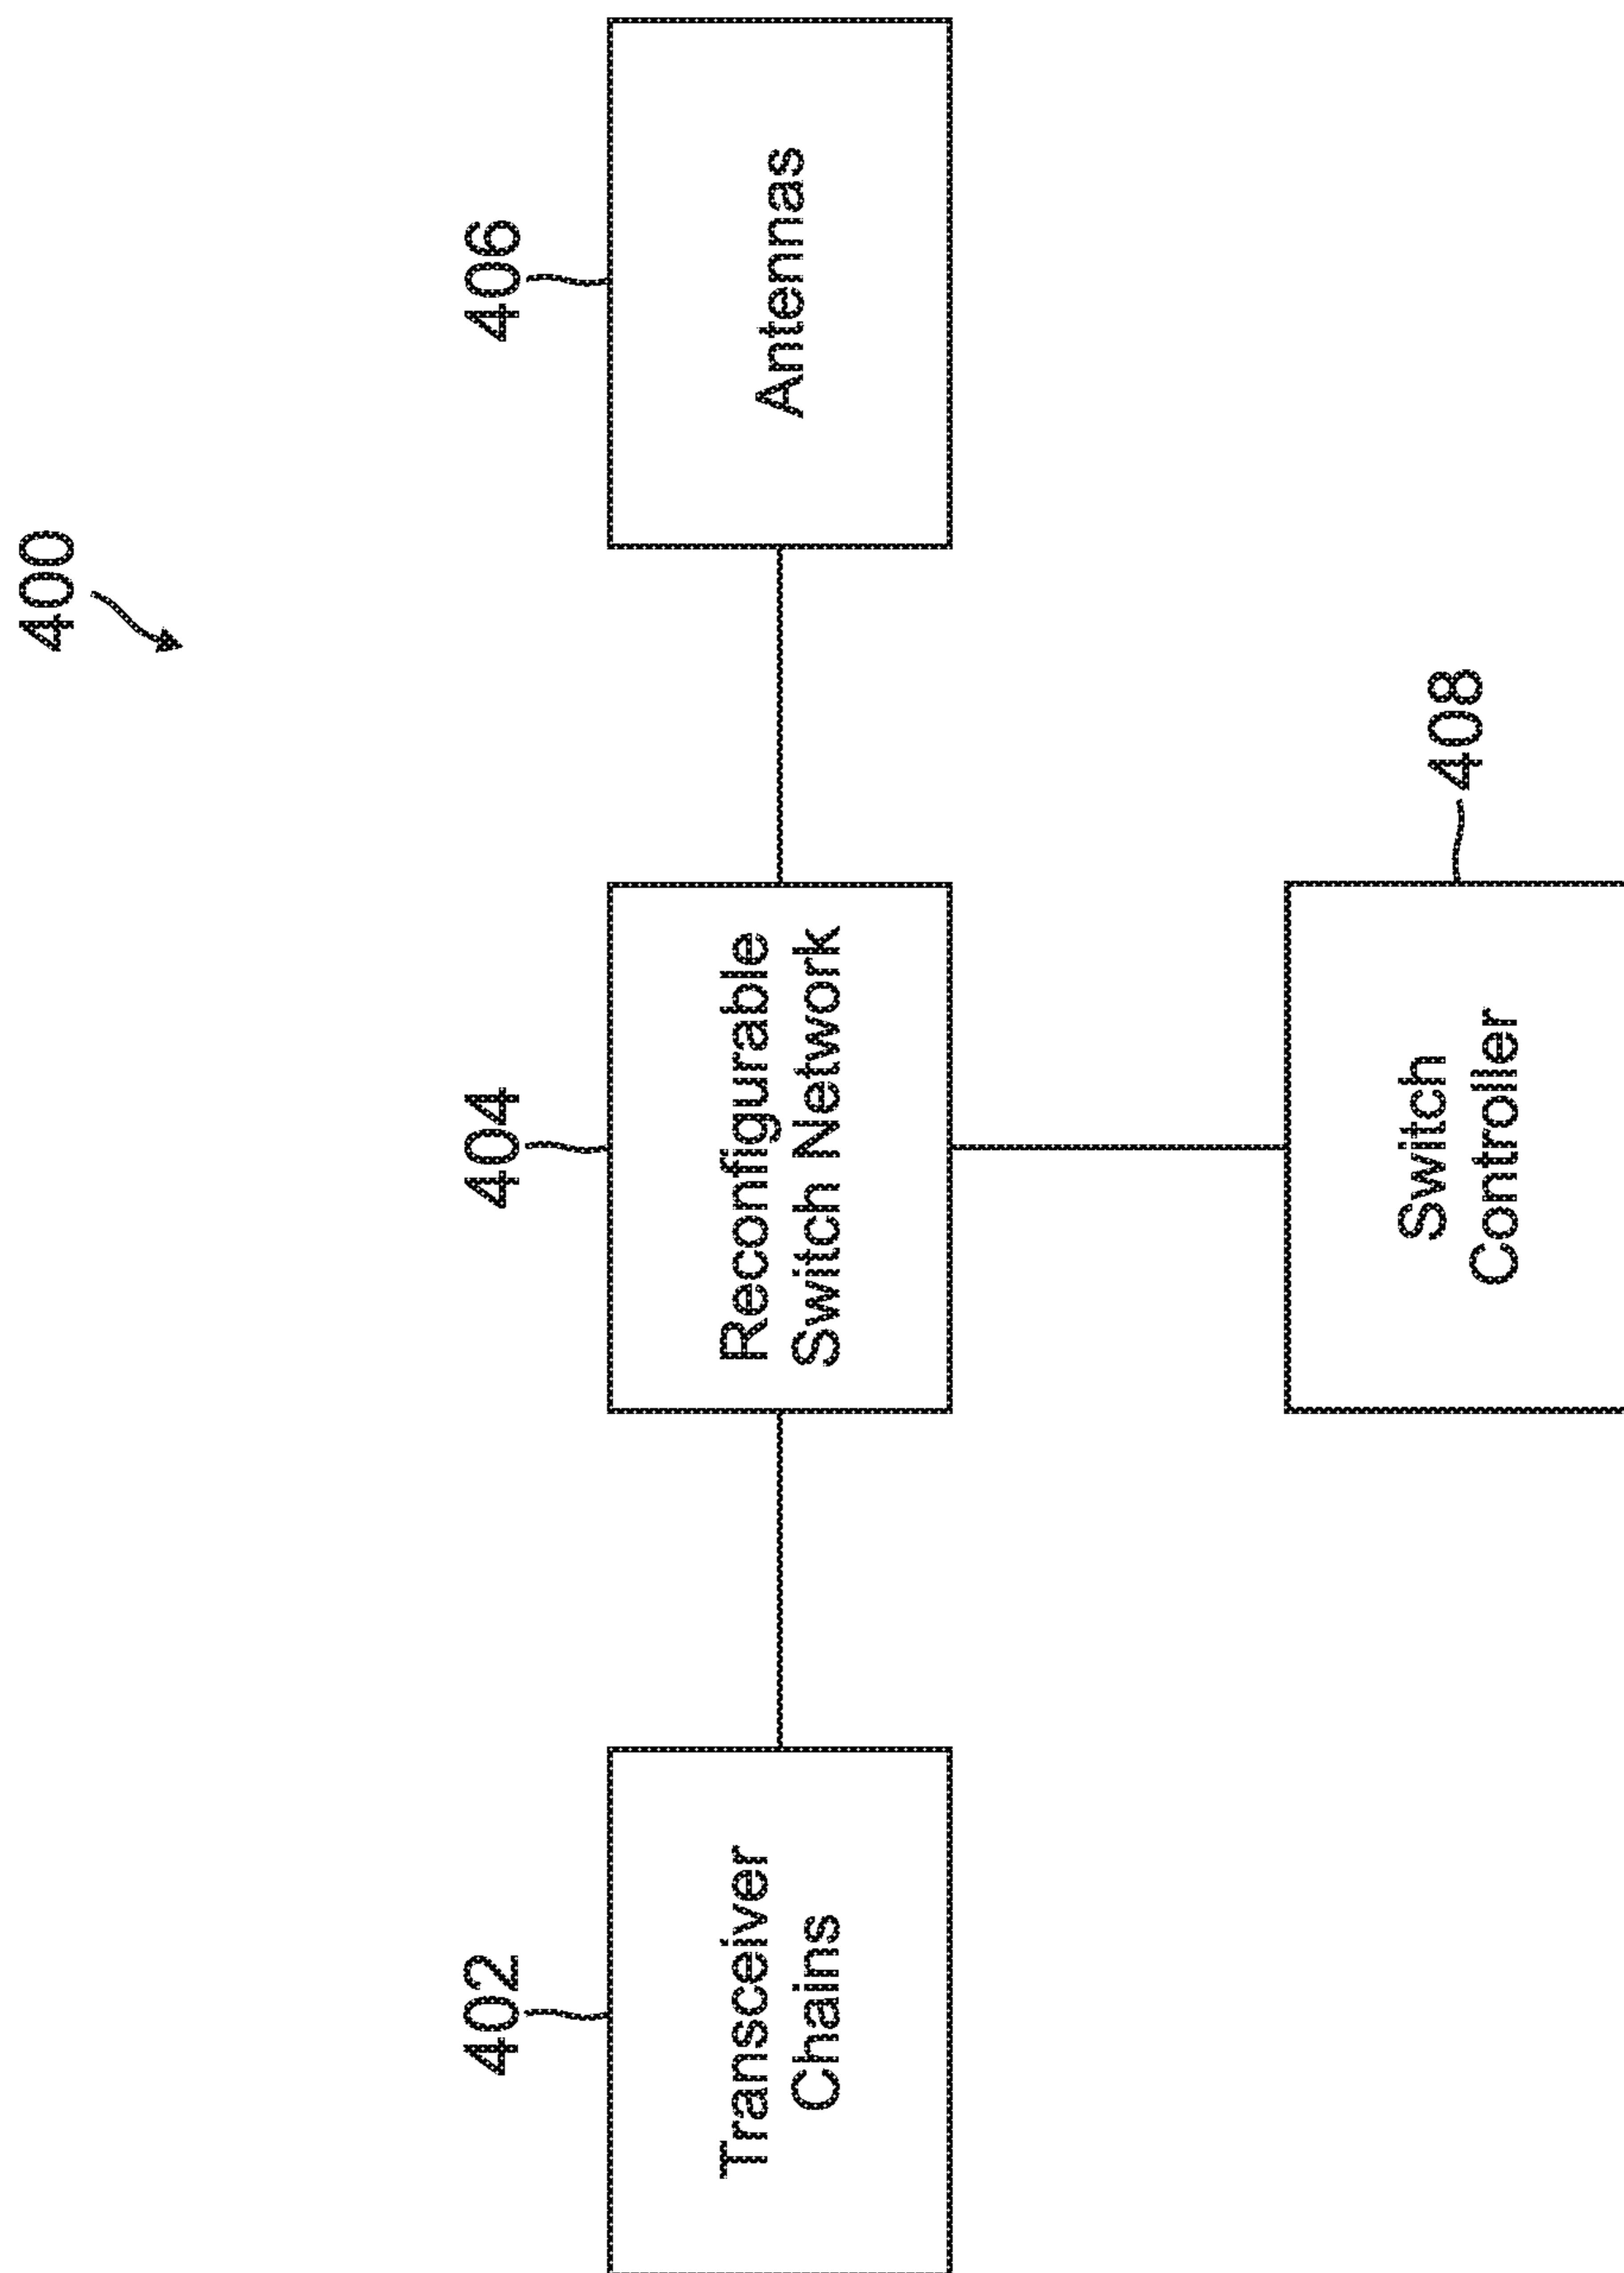 400
402
Transceiver
Chains
404
Reconfigurable
Switch Network
406
Antennas
408
Switch
Controller